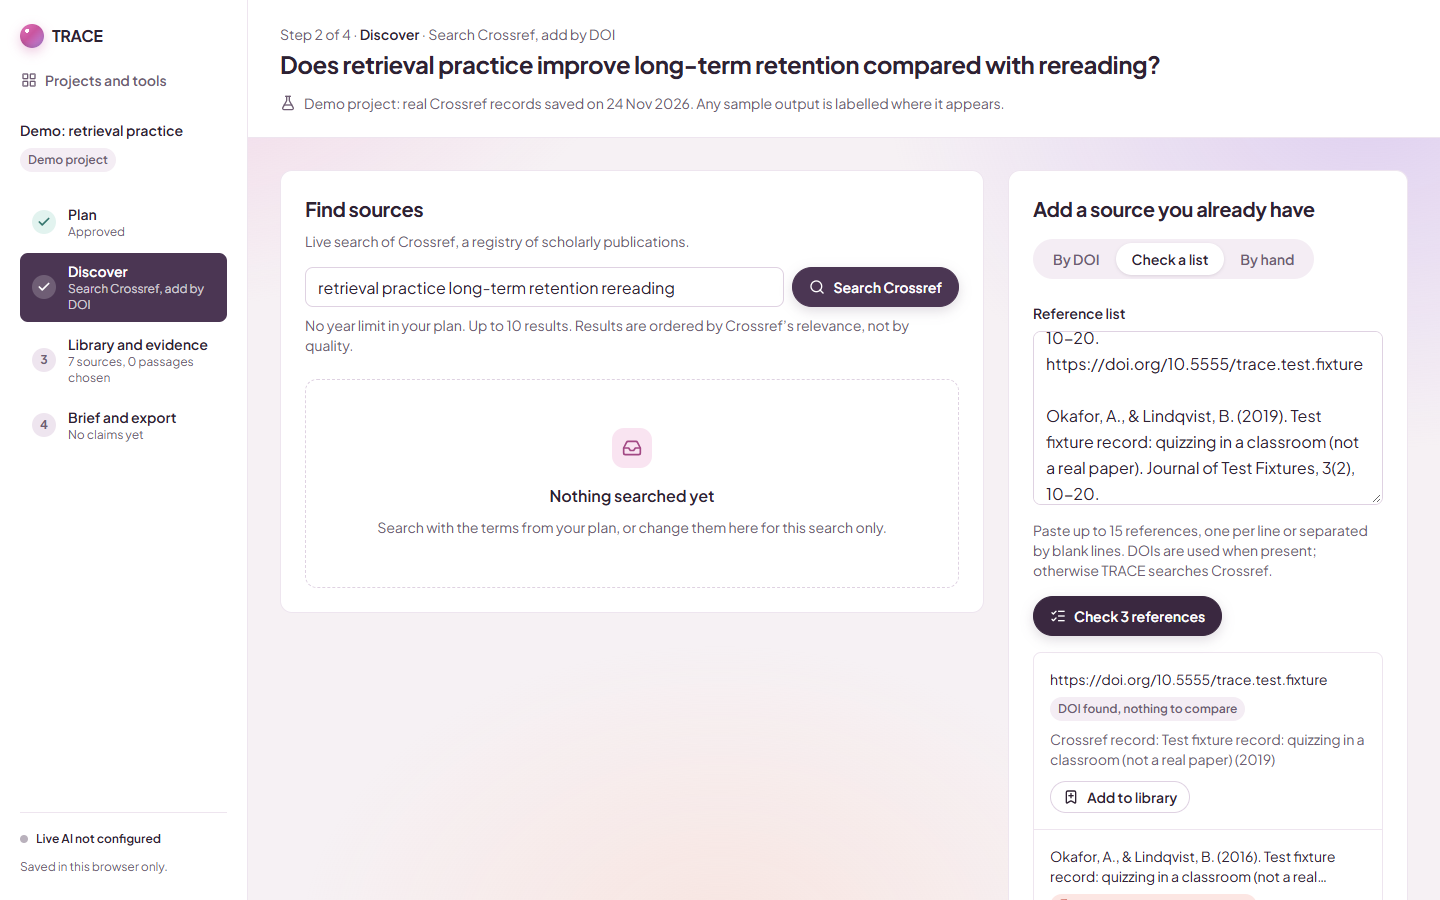 TRACE
Projects and tools
Demo: retrieval practice
Demo project
Plan
Approved
Discover
Search Crossref, add by
DOI
3
Library and evidence
7 sources, 0 passages
chosen
4
Brief and export
No claims yet
Live AI not configured
Saved in this browser only.
Step 2 of 4 · Discover · Search Crossref, add by DOI
Does retrieval practice improve long-term retention compared with rereading?
Demo project: real Crossref records saved on 24 Nov 2026. Any sample output is labelled where it appears.
Find sources
Live search of Crossref, a registry of scholarly publications.
retrieval practice long-term retention rereading
Search Crossref
No year limit in your plan. Up to 10 results. Results are ordered by Crossref's relevance, not by
quality.
Nothing searched yet
Search with the terms from your plan, or change them here for this search only.
Add a source you already have
By DOI
Check a list
By hand
Reference list
10–20.
https://doi.org/10.5555/trace.test.fixture
Okafor, A., & Lindqvist, B. (2019). Test
fixture record: quizzing in a classroom (not
a real paper). Journal of Test Fixtures, 3(2),
10–20.
Paste up to 15 references, one per line or separated
by blank lines. DOIs are used when present;
otherwise TRACE searches Crossref.
Check 3 references
https://doi.org/10.5555/trace.test.fixture
DOI found, nothing to compare
Crossref record: Test fixture record: quizzing in a
classroom (not a real paper) (2019)
Add to library
Okafor, A., & Lindqvist, B. (2016). Test fixture
record: quizzing in a classroom (not a real…